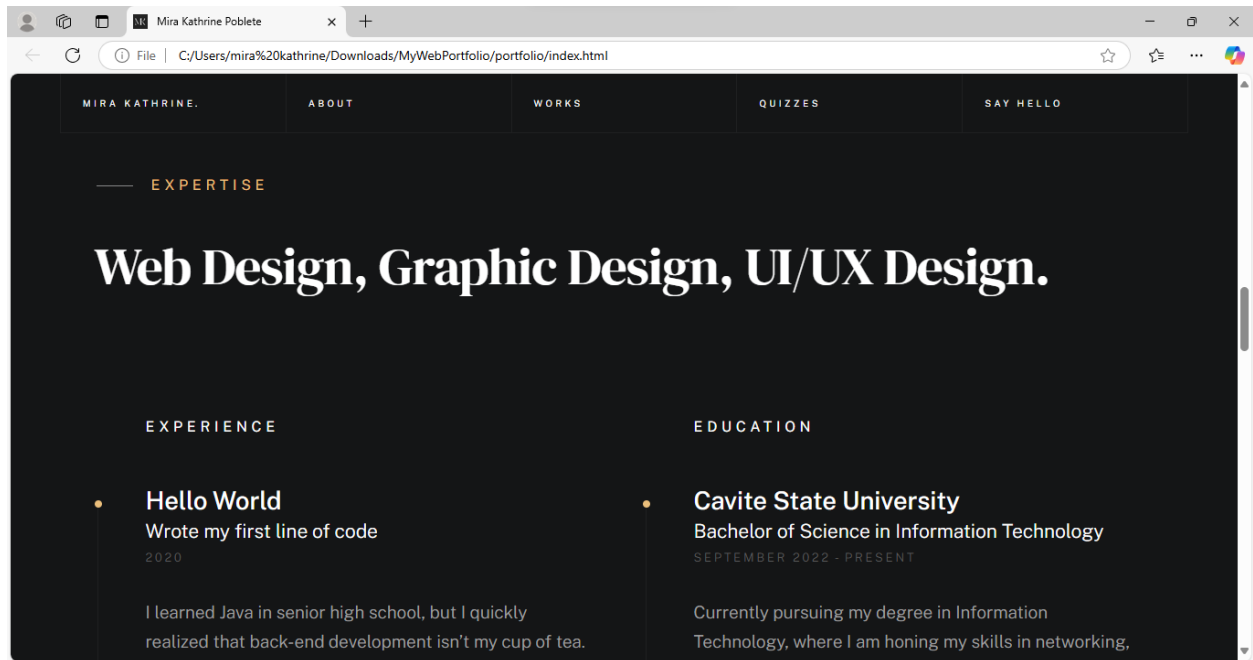 MK Mira Kathrine Poblete
File C:/Users/mira%20kathrine/Downloads/MyWebPortfolio/portfolio/index.html
MIRA KATHRINE. ABOUT WORKS QUIZZES SAY HELLO
EXPERTISE
Web Design, Graphic Design, UI/UX Design.
EXPERIENCE
Hello World
Wrote my first line of code
2020
I learned Java in senior high school, but I quickly
realized that back-end development isn’t my cup of tea.
EDUCATION
Cavite State University
Bachelor of Science in Information Technology
SEPTEMBER 2022 - PRESENT
Currently pursuing my degree in Information
Technology, where I am honing my skills in networking,